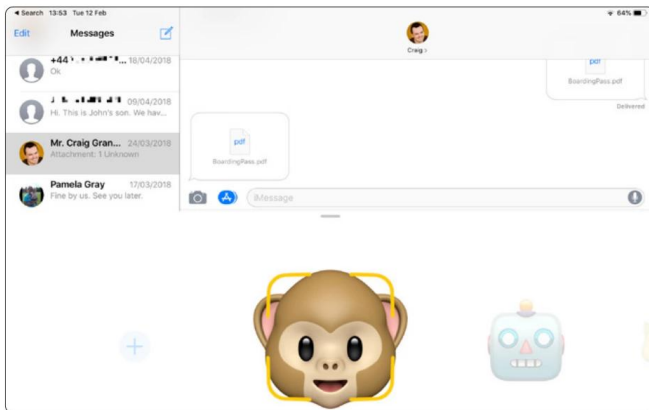 Search 13:53 Tue 12 Feb
64%
Edit Messages
+44 ... 18/04/2018
Ok
09/04/2018
Hi. This is John's son. We hav...
Mr. Craig Gran... 24/03/2018
Attachment: 1 Unknown
Pamela Gray 17/03/2018
Fine by us. See you later.
Craig
pdf
BoardingPass.pdf
Delivered
pdf
BoardingPass.pdf
iMessage